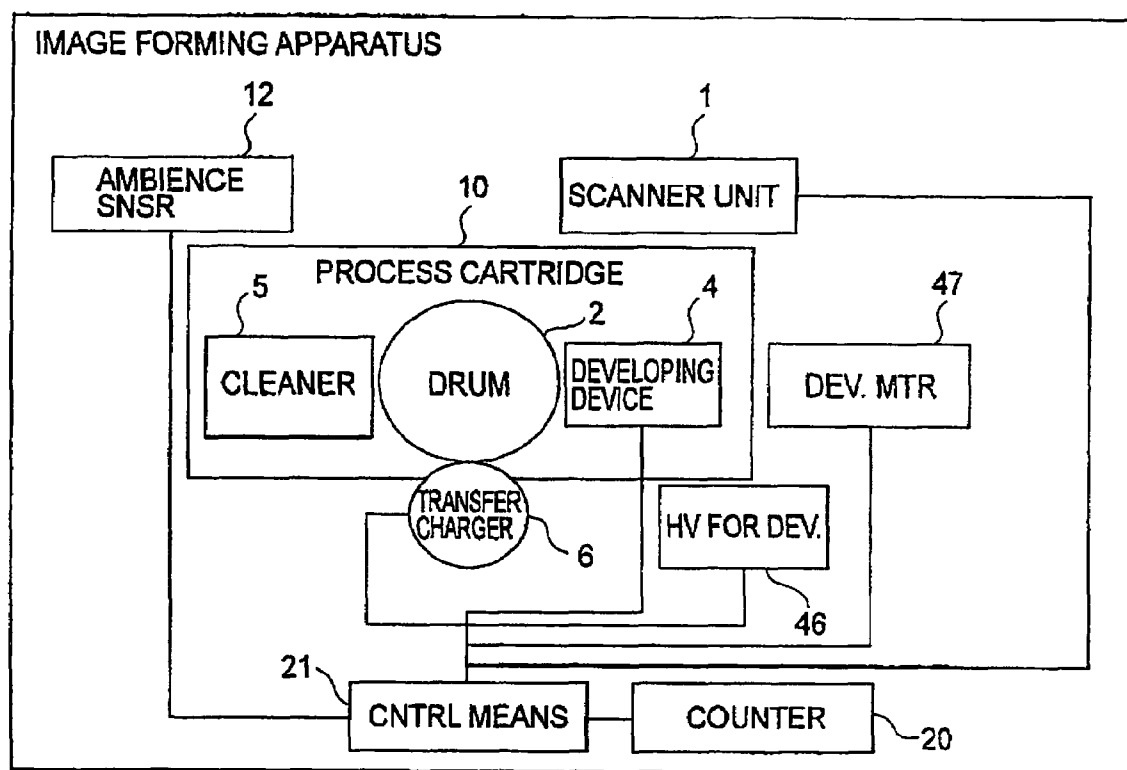 IMAGE FORMING APPARATUS
12
1
AMBIENCE
SNSR
SCANNER UNIT
10
PROCESS CARTRIDGE
5
2
4
47
CLEANER
DRUM
DEVELOPING
DEVICE
DEV. MTR
TRANSFER
CHARGER
6
HV FOR DEV.
46
21
CNTRL MEANS
COUNTER
20